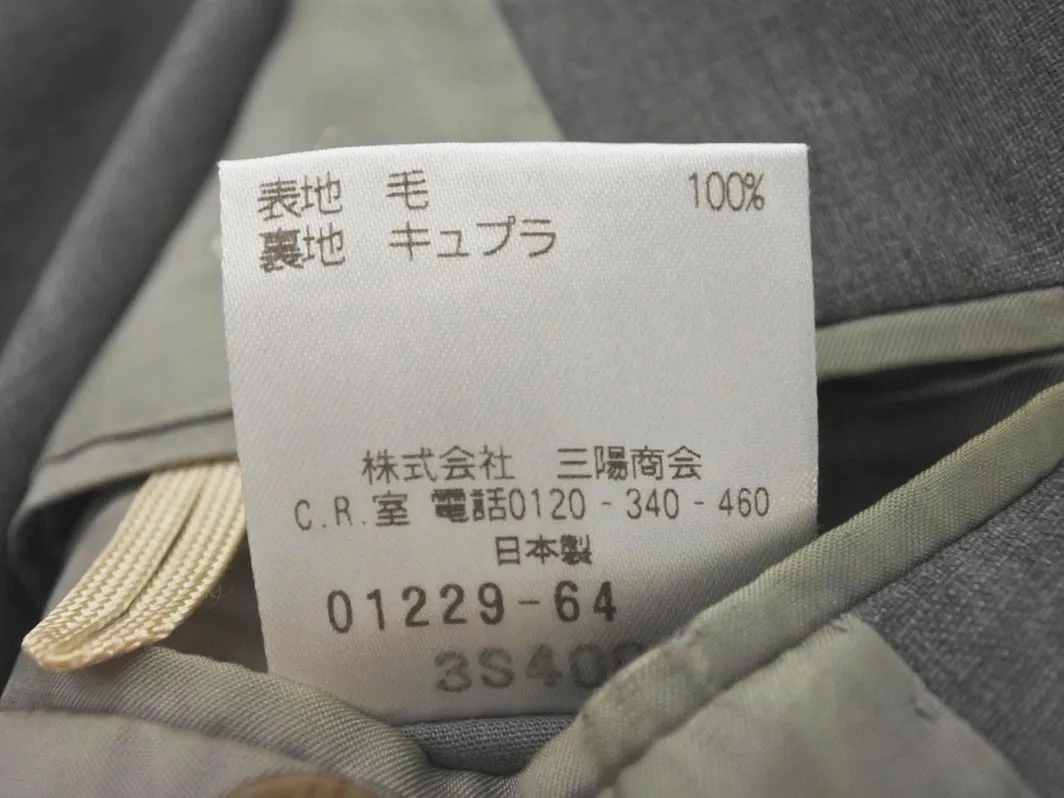 表地 毛 100%
裏地 キュプラ
株式会社 三陽商会
C.R.室 電話0120-340-460
日本製
01229-64